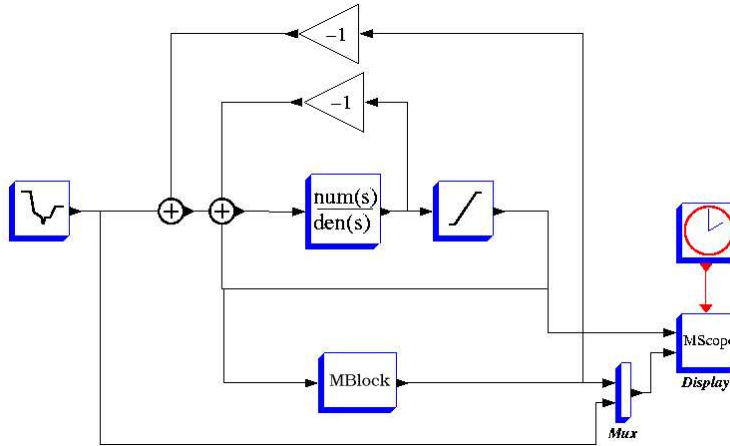 −1
−1
num(s)
den(s)
MScope
Display
MBlock
Mux